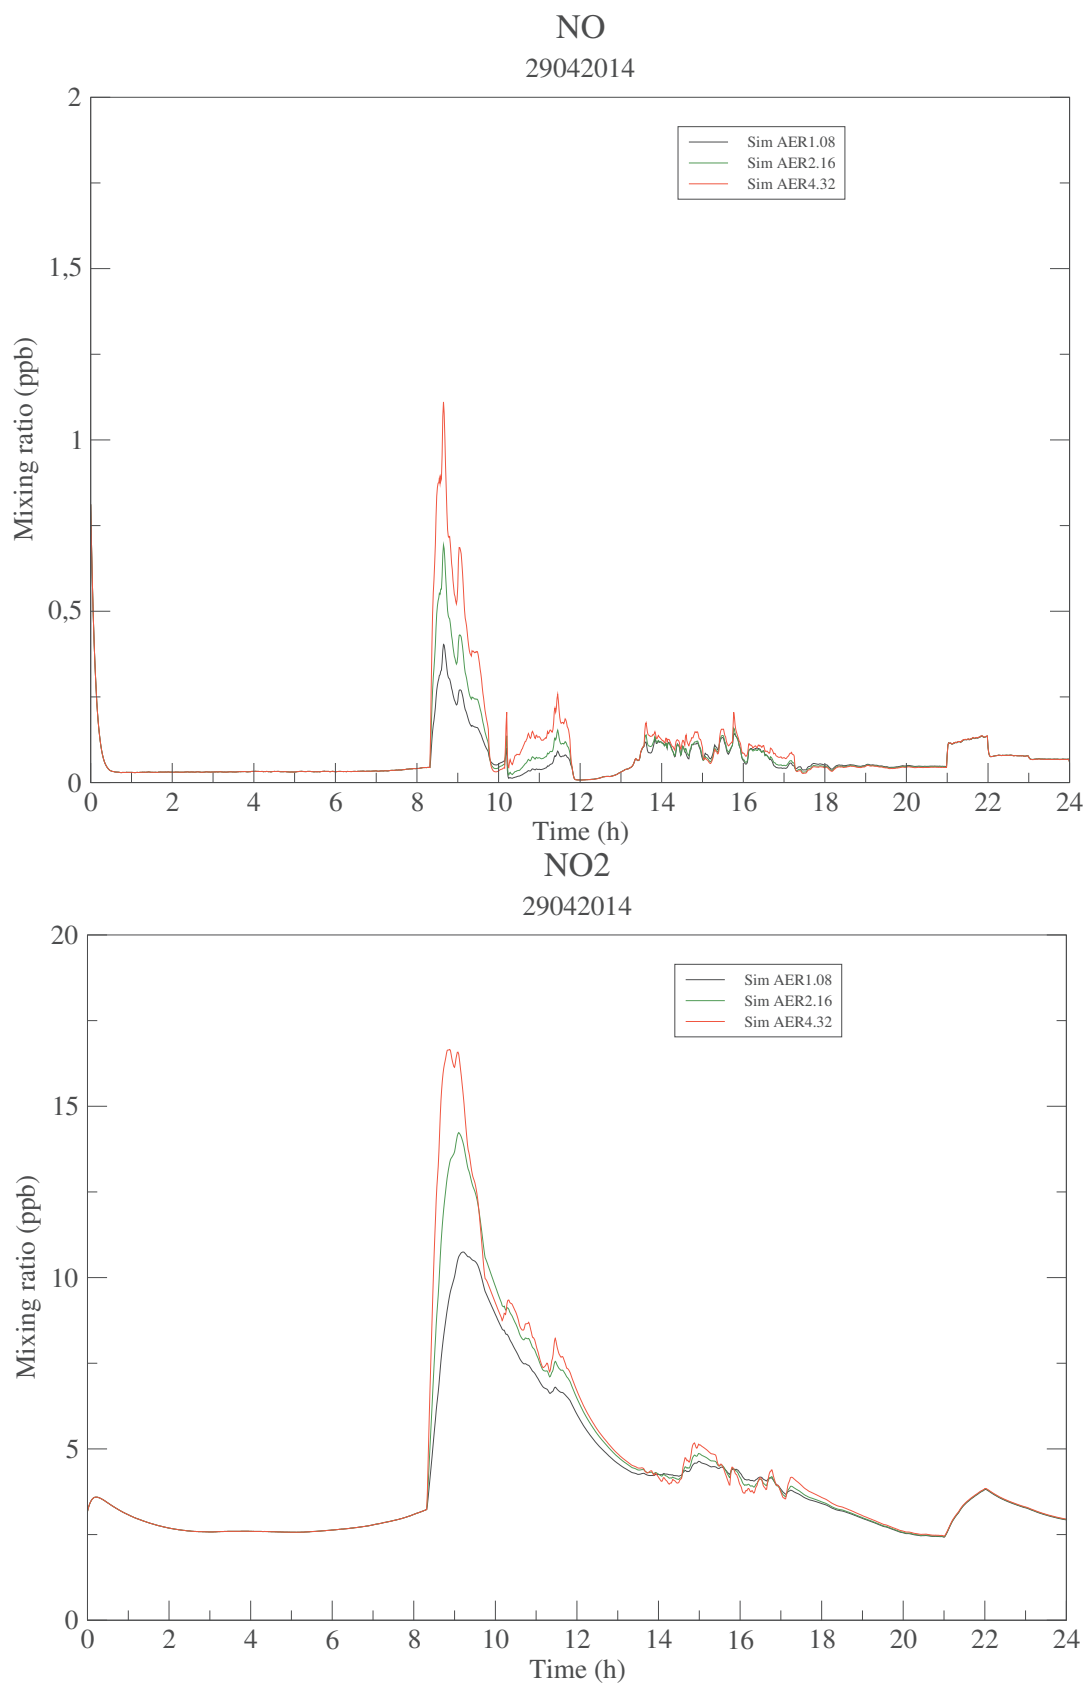 NO
29042014
2
1,5
1
0,5
0
Mixing ratio (ppb)
Sim AER1.08
Sim AER2.16
Sim AER4.32
0 2 4 6 8 10 12 14 16 18 20 22 24
Time (h)
NO2
29042014
20
15
10
5
0
Mixing ratio (ppb)
Sim AER1.08
Sim AER2.16
Sim AER4.32
0 2 4 6 8 10 12 14 16 18 20 22 24
Time (h)